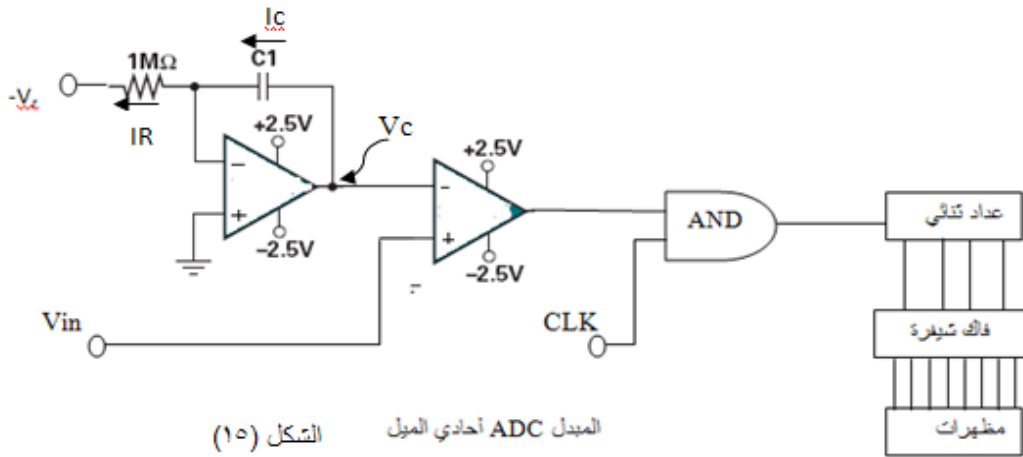 Ic
1MΩ
C1
-Vr
IR
+2.5V
Vc
+2.5V
−
+
−2.5V
-
+
−2.5V
AND
عداد ثنائي
Vin
CLK
فاك شيفرة
مظهرات
المبدل ADC أحادي الميل
الشكل (١٥)